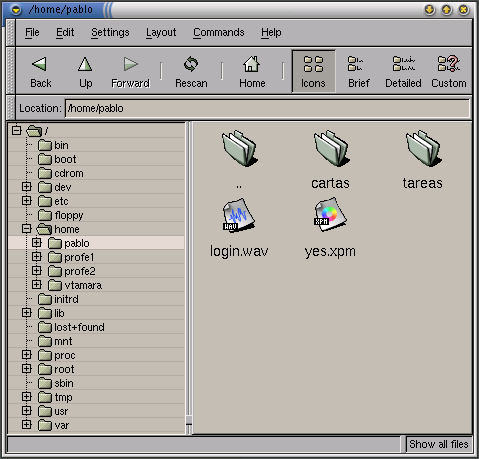 /home/pablo
File Edit Settings Layout Commands Help
Back Up Forward Rescan Home Icons Brief Detailed Custom
Location: /home/pablo
/
bin
boot
cdrom
dev
etc
floppy
home
pablo
profe1
profe2
vtamara
initrd
lib
lost+found
mnt
proc
root
sbin
tmp
usr
var
.. cartas tareas
WAV XPM
login.wav yes.xpm
Show all files